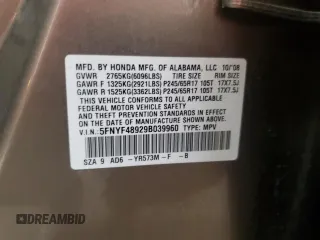 MFD. BY HONDA MFG. OF ALABAMA, LLC 10/'08
GVWR 2765KG(6096LBS) TIRE SIZE RIM SIZE
GAWR F 1325KG(2921LBS) P245/65R17 105T 17X7.5J
GAWR R 1525KG(3362LBS) P245/65R17 105T 17X7.5J
THIS VEHICLE CONFORMS TO ALL APPLICABLE FEDERAL MOTOR VEHICLE SAFETY AND THEFT PREVENTION STANDARDS IN EFFECT ON THE DATE OF MANUFACTURE SHOWN ABOVE.
V.I.N.: 5FNYF48929B039960 TYPE: MPV
SZA 9 AD6 -YR573M-F -B
DREAMBID